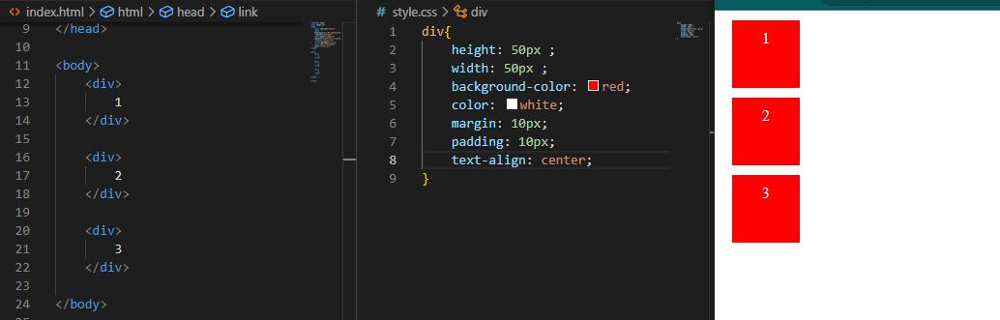 index.html > html > head > link
9 </head>
10
11 <body>
12 <div>
13 1
14 </div>
15
16 <div>
17 2
18 </div>
19
20 <div>
21 3
22 </div>
23
24 </body>
# style.css > div
1 div{
2 height: 50px ;
3 width: 50px ;
4 background-color: red;
5 color: white;
6 margin: 10px;
7 padding: 10px;
8 text-align: center;
9 }
1
2
3